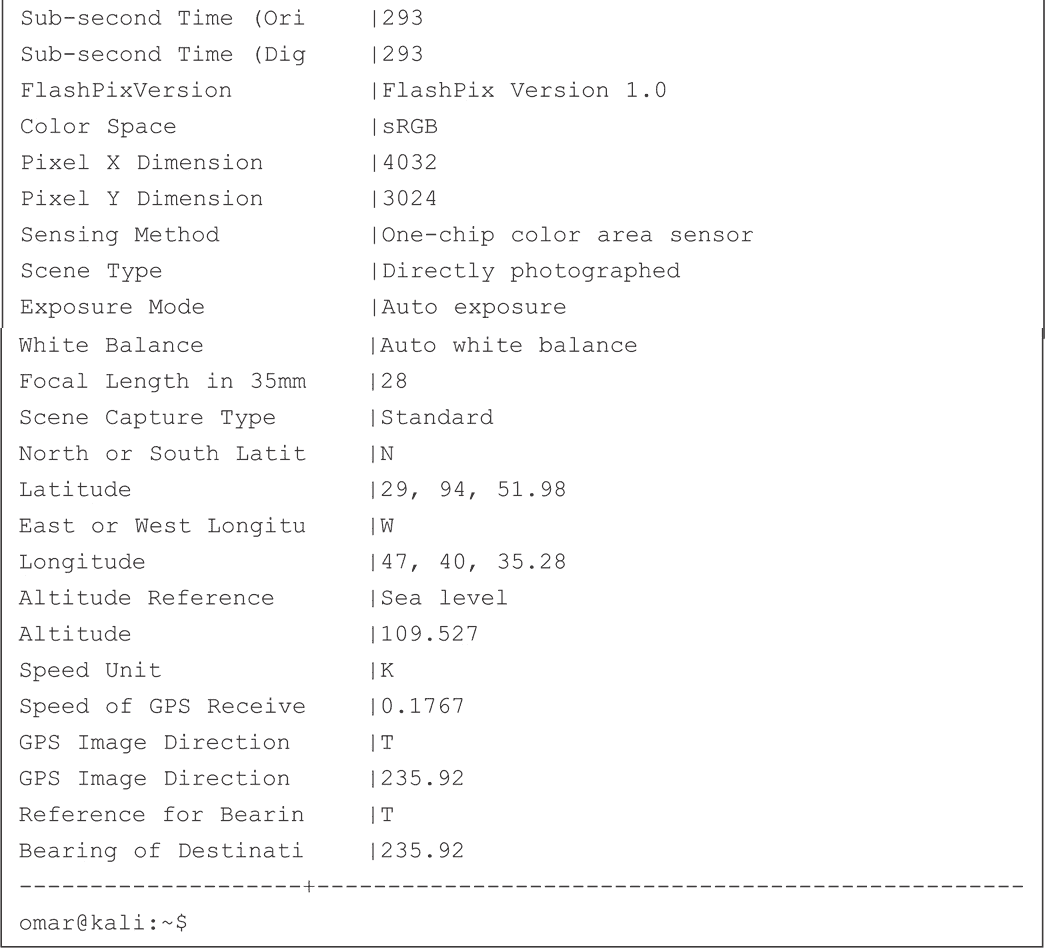 Sub-second Time (Ori |293
Sub-second Time (Dig |293
FlashPixVersion |FlashPix Version 1.0
Color Space |sRGB
Pixel X Dimension |4032
Pixel Y Dimension |3024
Sensing Method |One-chip color area sensor
Scene Type |Directly photographed
Exposure Mode |Auto exposure
White Balance |Auto white balance
Focal Length in 35mm |28
Scene Capture Type |Standard
North or South Latit |N
Latitude |29, 94, 51.98
East or West Longitu |W
Longitude |47, 40, 35.28
Altitude Reference |Sea level
Altitude |109.527
Speed Unit |K
Speed of GPS Receive |0.1767
GPS Image Direction |T
GPS Image Direction |235.92
Reference for Bearin |T
Bearing of Destinati |235.92
--------------------+--------------------------------------------------
omar@kali:~$